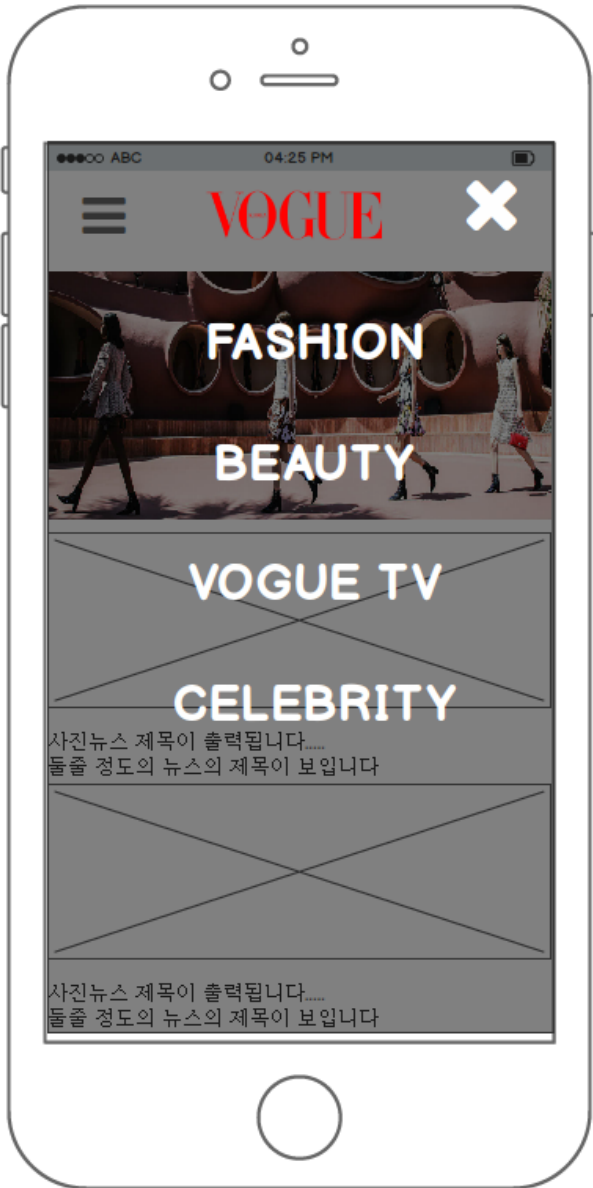 ABC
04:25 PM
VOGUE
FASHION
BEAUTY
VOGUE TV
CELEBRITY
사진뉴스 제목이 출력됩니다.....
둘줄 정도의 뉴스의 제목이 보입니다
사진뉴스 제목이 출력됩니다.....
둘줄 정도의 뉴스의 제목이 보입니다